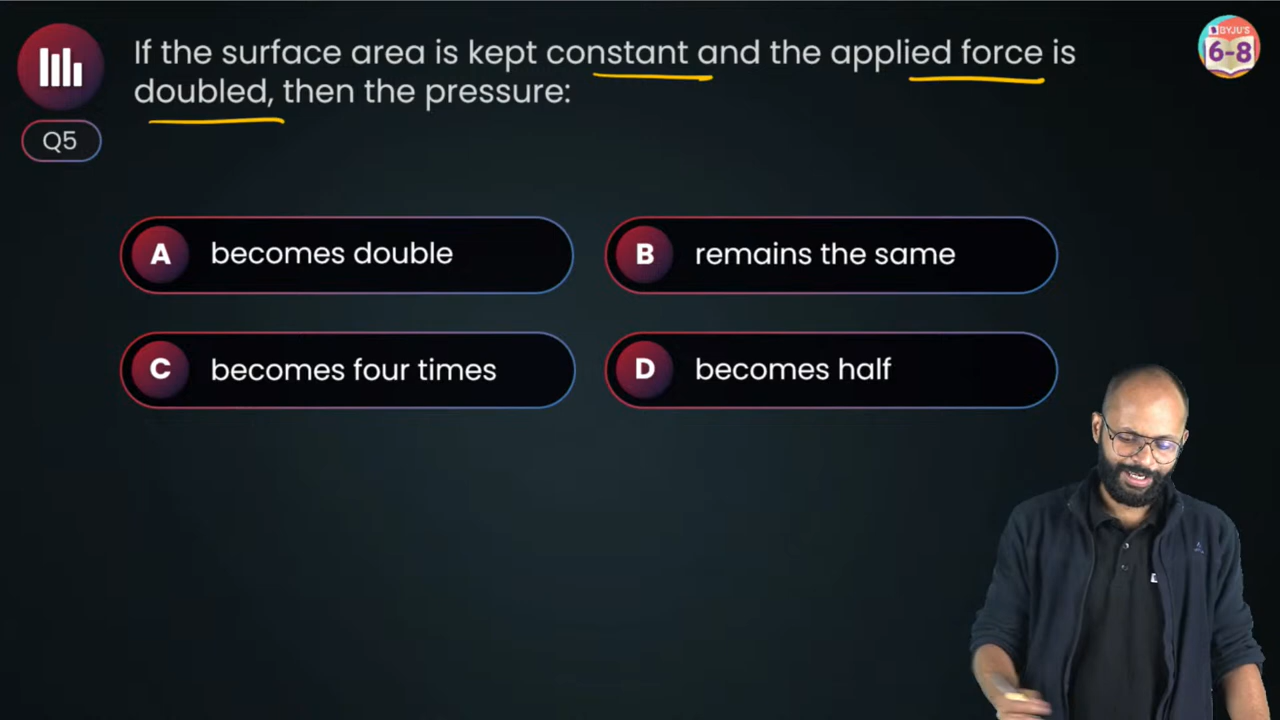 If the surface area is kept constant and the applied force is
doubled, then the pressure:
BYJU'S
6-8
Q5
A becomes double
B remains the same
C becomes four times
D becomes half